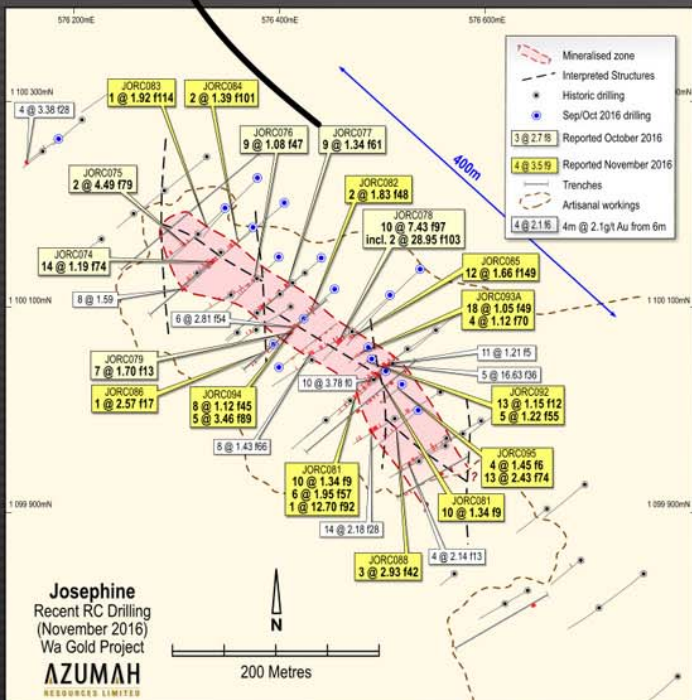 576 200mE
576 400mE
576 600mE
1 100 300mN
1 100 100mN
1 099 900mN
1 100 100mN
1 099 900mN
Mineralised zone
Interpreted Structures
Historic drilling
Sep/Oct 2016 drilling
3 @ 2.7 f8 Reported October 2016
4 @ 3.5 f9 Reported November 2016
Trenches
Artisanal workings
4 @ 2.1 f6 4m @ 2.1g/t Au from 6m
400m
4 @ 3.38 f28
JORC083
1 @ 1.92 f114
JORC084
2 @ 1.39 f101
JORC076
9 @ 1.08 f47
JORC077
9 @ 1.34 f61
JORC075
2 @ 4.49 f79
JORC082
2 @ 1.83 f48
JORC078
10 @ 7.43 f97
incl. 2 @ 28.95 f103
JORC074
14 @ 1.19 f74
JORC085
12 @ 1.66 f149
8 @ 1.59
JORC093A
18 @ 1.05 f49
4 @ 1.12 f70
6 @ 2.81 f54
11 @ 1.21 f5
5 @ 16.63 f36
JORC079
7 @ 1.70 f13
10 @ 3.78 f0
JORC086
1 @ 2.57 f17
JORC094
8 @ 1.12 f45
5 @ 3.46 f89
JORC092
13 @ 1.15 f12
5 @ 1.22 f55
8 @ 1.43 f66
JORC095
4 @ 1.45 f6
13 @ 2.43 f74
JORC081
10 @ 1.34 f9
6 @ 1.95 f57
1 @ 12.70 f92
?
JORC081
10 @ 1.34 f9
14 @ 2.18 f28
4 @ 2.14 f13
JORC088
3 @ 2.93 f42
Josephine
Recent RC Drilling
(November 2016)
Wa Gold Project
AZUMAH
RESOURCES LIMITED
N
200 Metres